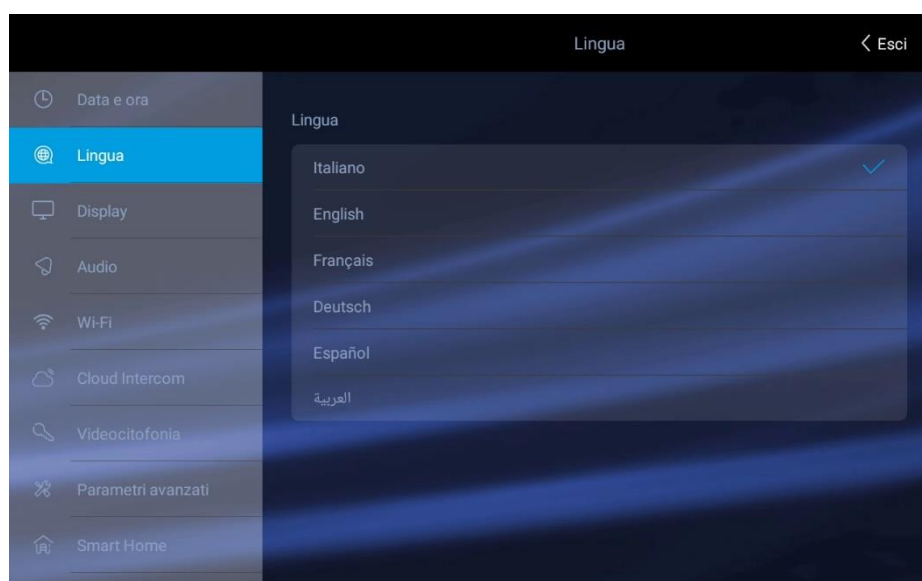 Lingua
Esci
Data e ora
Lingua
Display
Audio
Wi-Fi
Cloud Intercom
Videocitofonia
Parametri avanzati
Smart Home
Lingua
Italiano
English
Français
Deutsch
Español
العربية